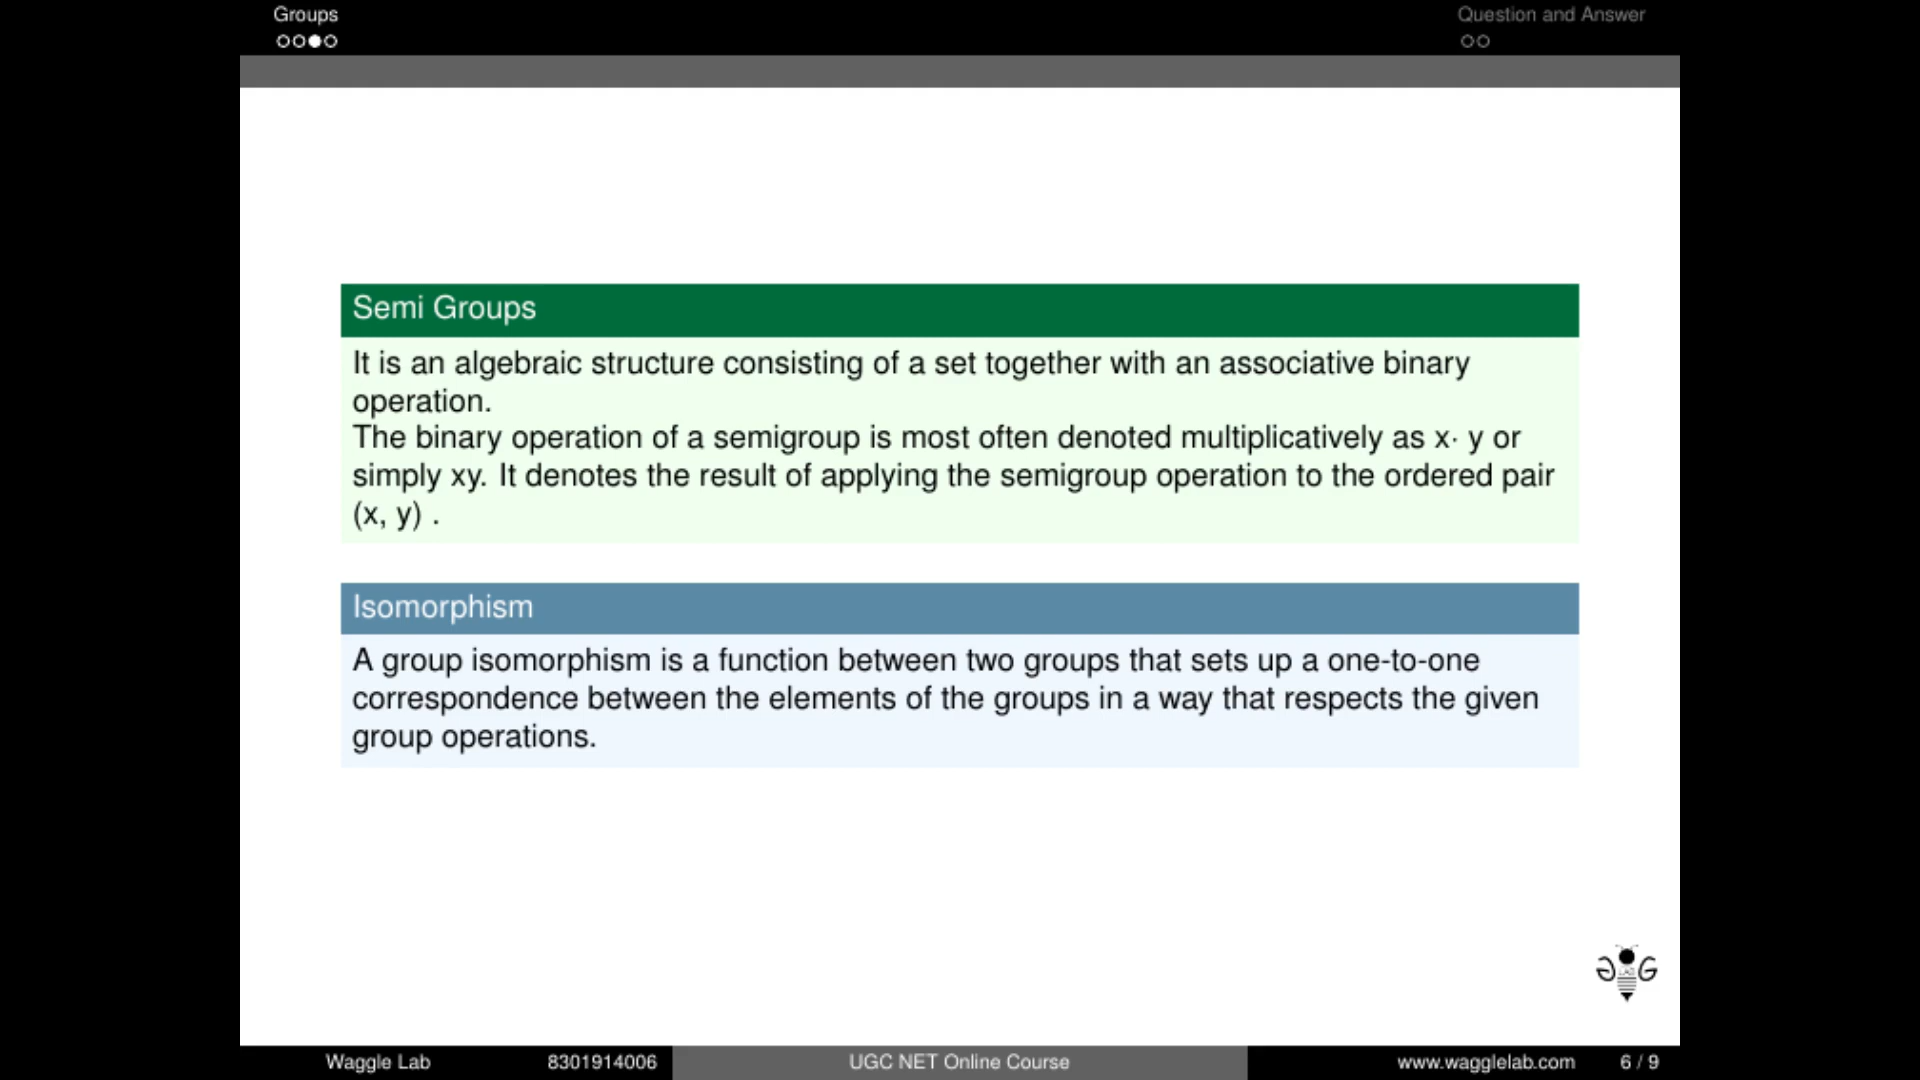 Groups
Question and Answer
Semi Groups
It is an algebraic structure consisting of a set together with an associative binary
operation.
The binary operation of a semigroup is most often denoted multiplicatively as x· y or
simply xy. It denotes the result of applying the semigroup operation to the ordered pair
(x, y) .
Isomorphism
A group isomorphism is a function between two groups that sets up a one-to-one
correspondence between the elements of the groups in a way that respects the given
group operations.
Waggle Lab 8301914006 UGC NET Online Course www.wagglelab.com 6 / 9